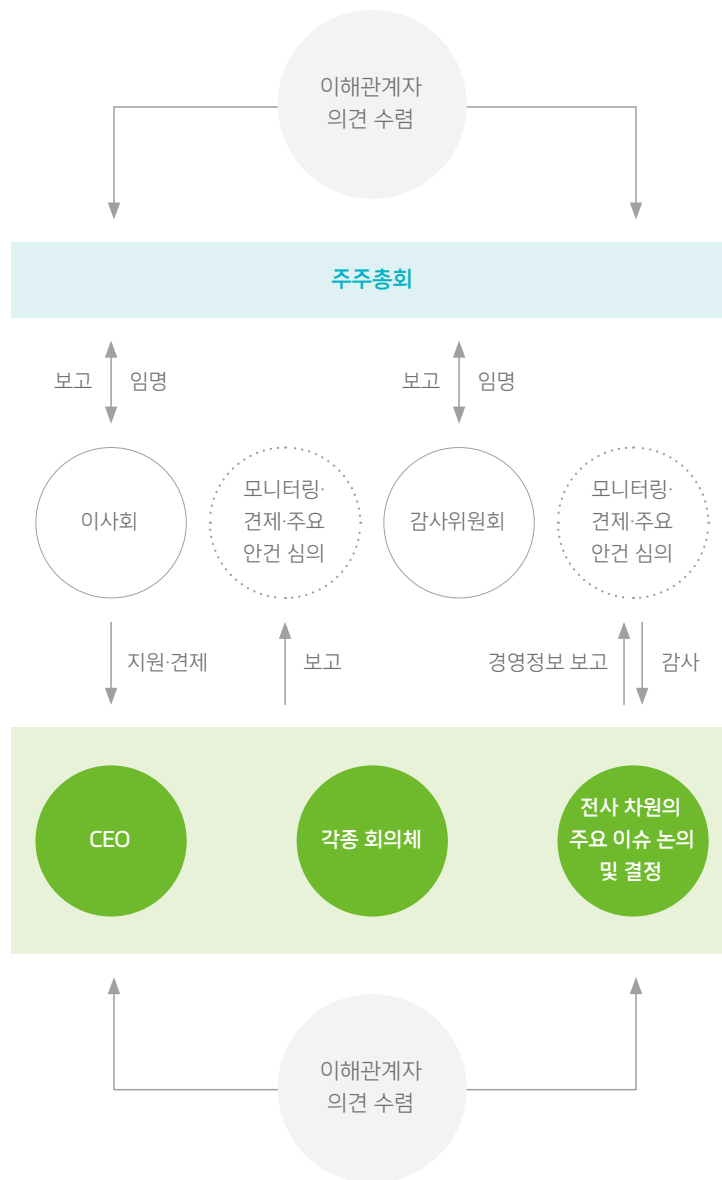 이해관계자
의견 수렴
주주총회
보고 임명
보고 임명
이사회
모니터링·
견제·주요
안건 심의
감사위원회
모니터링·
견제·주요
안건 심의
지원·견제
보고
경영정보 보고
감사
CEO
각종 회의체
전사 차원의
주요 이슈 논의
및 결정
이해관계자
의견 수렴